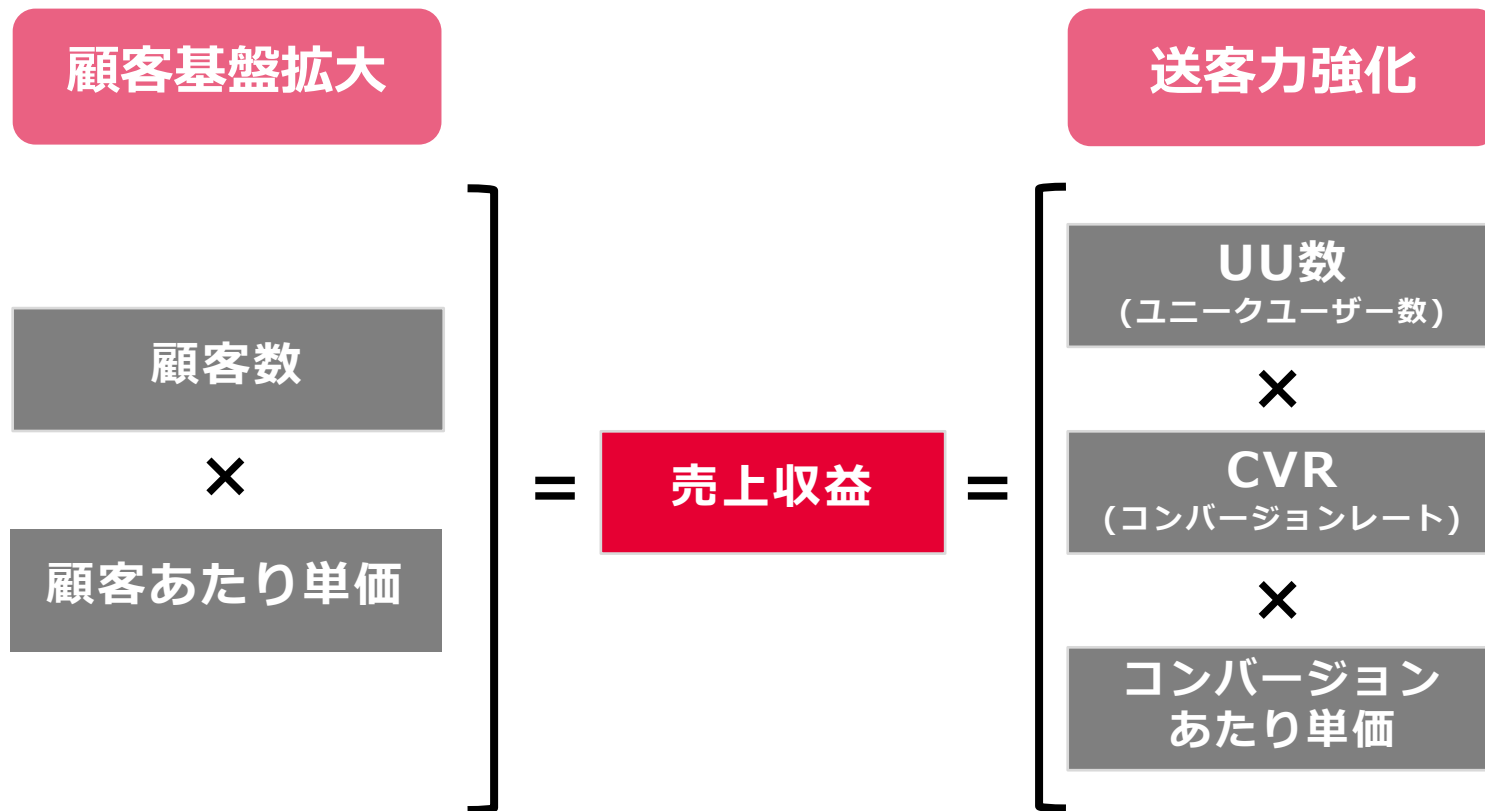 顧客基盤拡大
顧客数
×
顧客あたり単価
=
売上収益
=
送客力強化
UU数
(ユニークユーザー数)
×
CVR
(コンバージョンレート)
×
コンバージョン
あたり単価